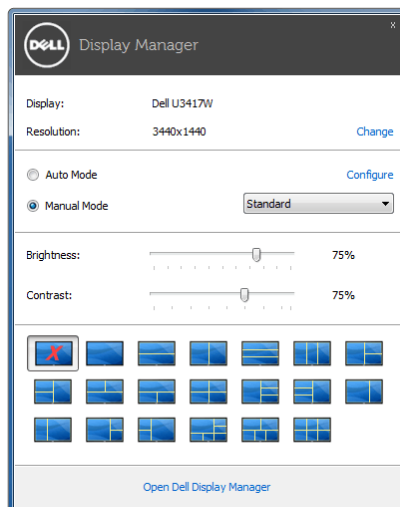 x
DELL Display Manager
Display: Dell U3417W
Resolution: 3440x1440 Change
Auto Mode Configure
Manual Mode Standard
Brightness: 75%
Contrast: 75%
X
Open Dell Display Manager